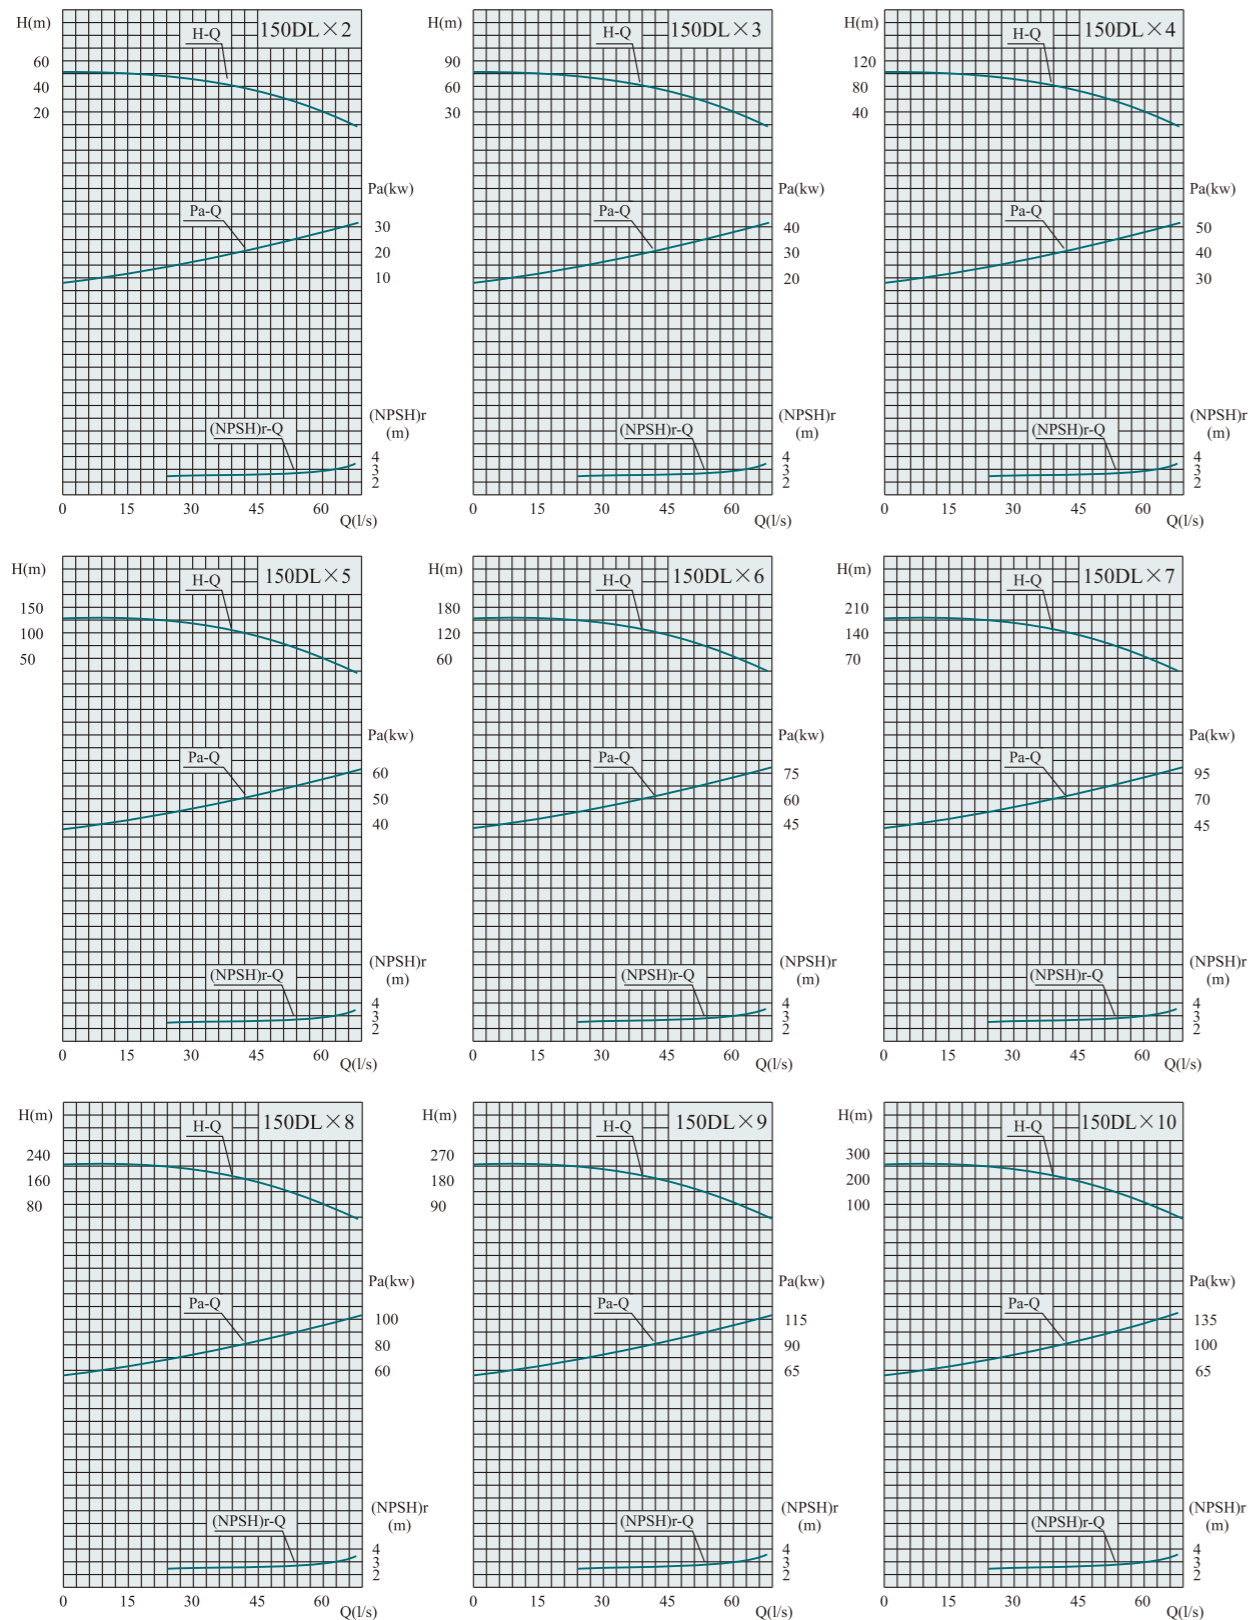 H(m)
150DL×2
H-Q
60
40
20
Pa(kw)
Pa-Q
30
20
10
(NPSH)r
(m)
(NPSH)r-Q
4
3
2
0 15 30 45 60
Q(l/s)
H(m)
150DL×3
H-Q
90
60
30
Pa(kw)
Pa-Q
40
30
20
(NPSH)r
(m)
(NPSH)r-Q
4
3
2
0 15 30 45 60
Q(l/s)
H(m)
150DL×4
H-Q
120
80
40
Pa(kw)
Pa-Q
50
40
30
(NPSH)r
(m)
(NPSH)r-Q
4
3
2
0 15 30 45 60
Q(l/s)
H(m)
150DL×5
H-Q
150
100
50
Pa(kw)
Pa-Q
60
50
40
(NPSH)r
(m)
(NPSH)r-Q
4
3
2
0 15 30 45 60
Q(l/s)
H(m)
150DL×6
H-Q
180
120
60
Pa(kw)
Pa-Q
75
60
45
(NPSH)r
(m)
(NPSH)r-Q
4
3
2
0 15 30 45 60
Q(l/s)
H(m)
150DL×7
H-Q
210
140
70
Pa(kw)
Pa-Q
95
70
45
(NPSH)r
(m)
(NPSH)r-Q
4
3
2
0 15 30 45 60
Q(l/s)
H(m)
150DL×8
H-Q
240
160
80
Pa(kw)
Pa-Q
100
80
60
(NPSH)r
(m)
(NPSH)r-Q
4
3
2
0 15 30 45 60
Q(l/s)
H(m)
150DL×9
H-Q
270
180
90
Pa(kw)
Pa-Q
115
90
65
(NPSH)r
(m)
(NPSH)r-Q
4
3
2
0 15 30 45 60
Q(l/s)
H(m)
150DL×10
H-Q
300
200
100
Pa(kw)
Pa-Q
135
100
65
(NPSH)r
(m)
(NPSH)r-Q
4
3
2
0 15 30 45 60
Q(l/s)